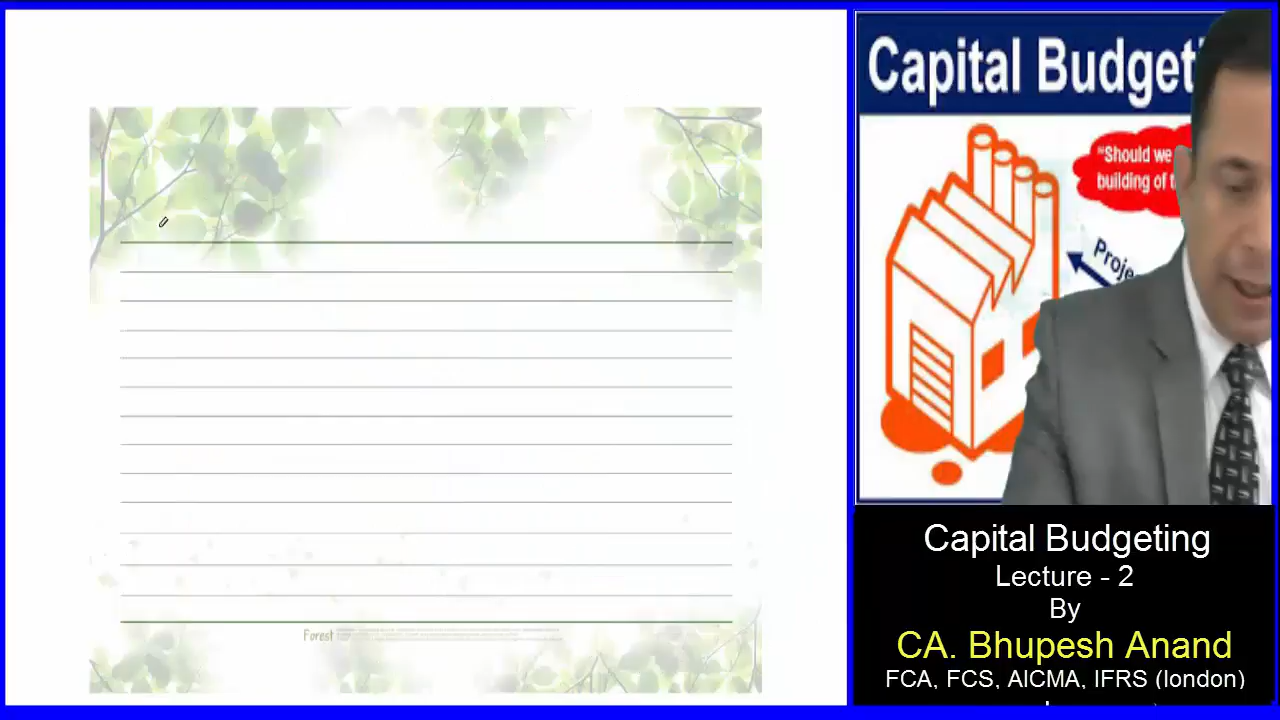 Capital Budgeti
"Should we
building of t
Proje
Forest
Capital Budgeting
Lecture - 2
By
CA. Bhupesh Anand
FCA, FCS, AICMA, IFRS (london)